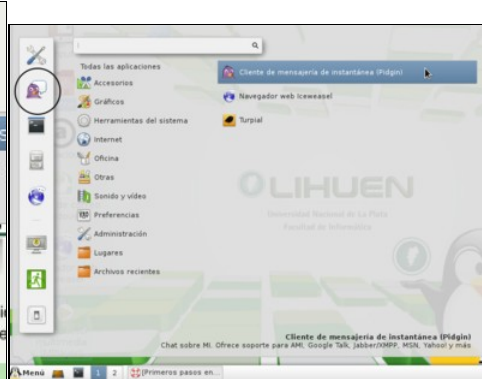 Todas las aplicaciones
Accesorios
Gráficos
Herramientas del sistema
Internet
Oficina
Otras
Sonido y vídeo
Preferencias
Administración
Lugares
Archivos recientes
Cliente de mensajería de instantánea (Pidgin)
Navegador web Iceweasel
Turpial
LIHUEN
Universidad Nacional de La Plata
Facultad de Informática
Cliente de mensajería de instantánea (Pidgin)
Chat sobre MI. Ofrece soporte para AMI, Google Talk, Jabber/XMPP, MSN, Yahoo! y más
Menú 1 2 [Primeros pasos en...